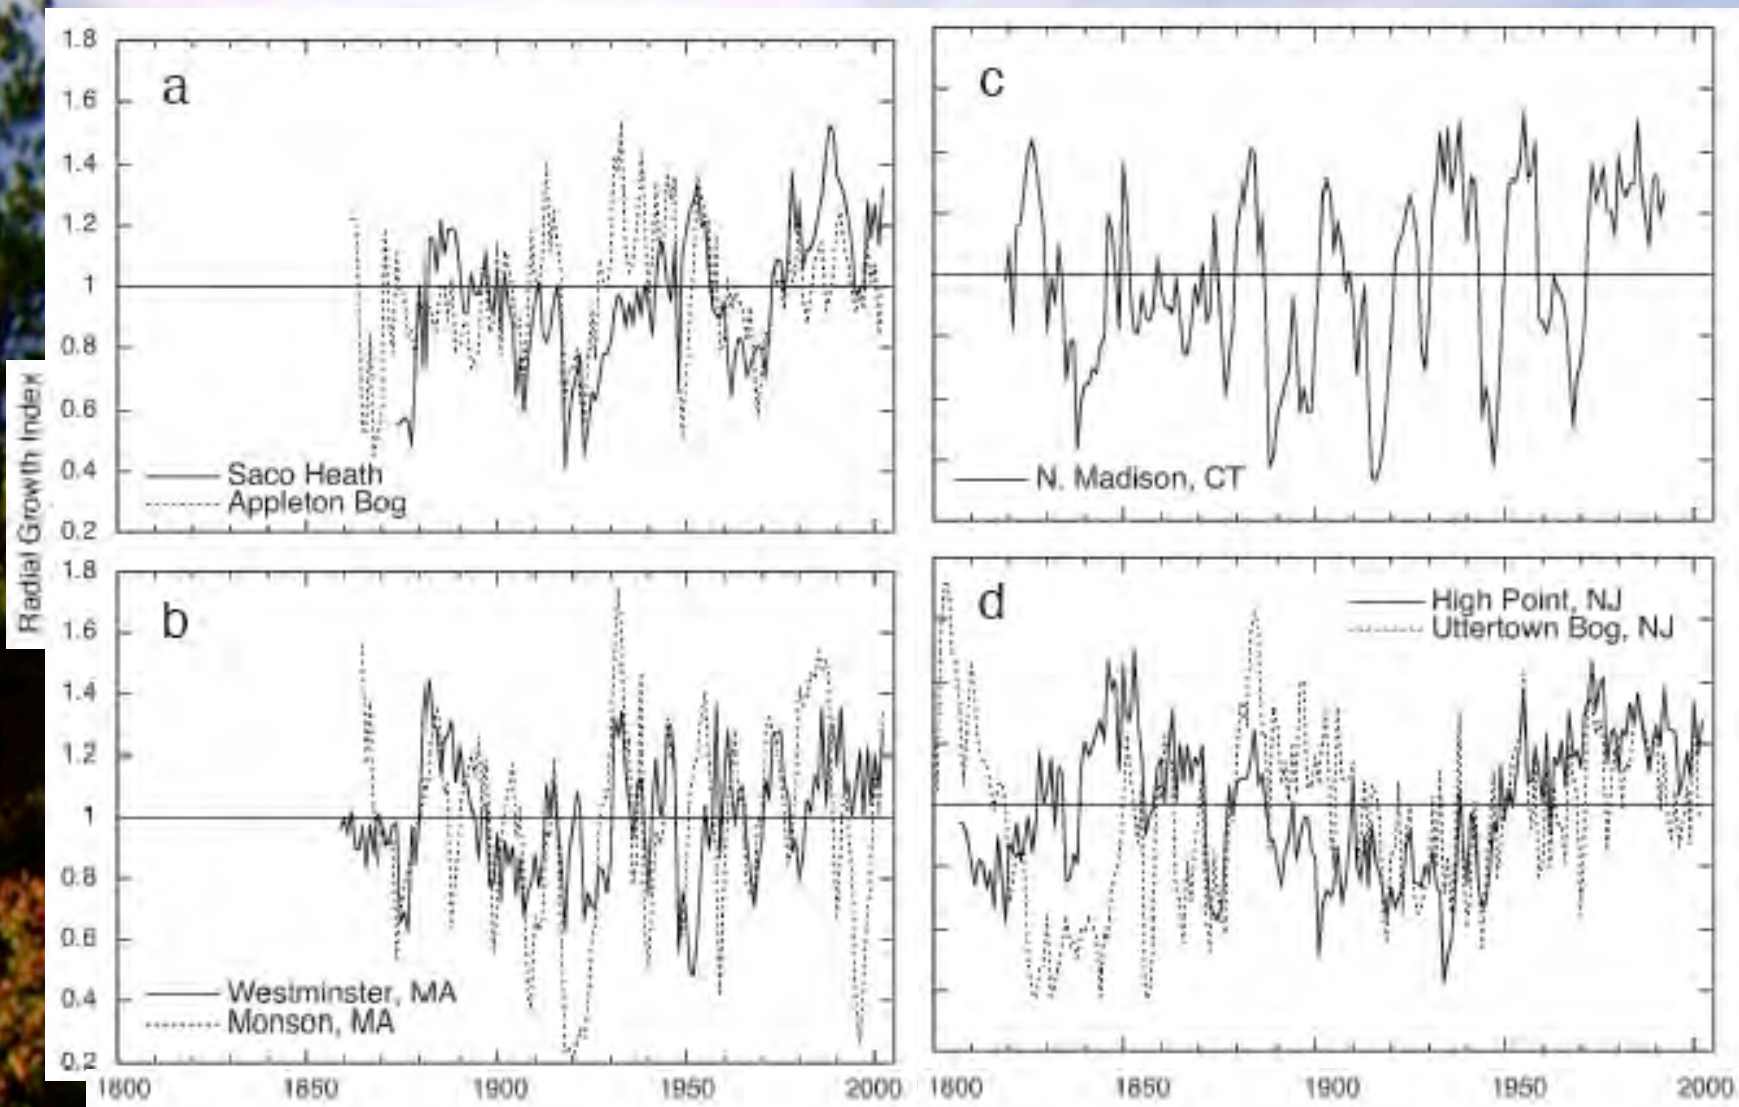 Radial Growth Index
1.8
1.6
1.4
1.2
1
0.8
0.6
0.4
0.2
a
Saco Heath
Appleton Bog
c
N. Madison, CT
1.8
1.6
1.4
1.2
1
0.8
0.6
0.4
0.2
b
Westminster, MA
Monson, MA
1800 1850 1900 1950 2000
d
High Point, NJ
Uttertown Bog, NJ
1800 1850 1900 1950 2000